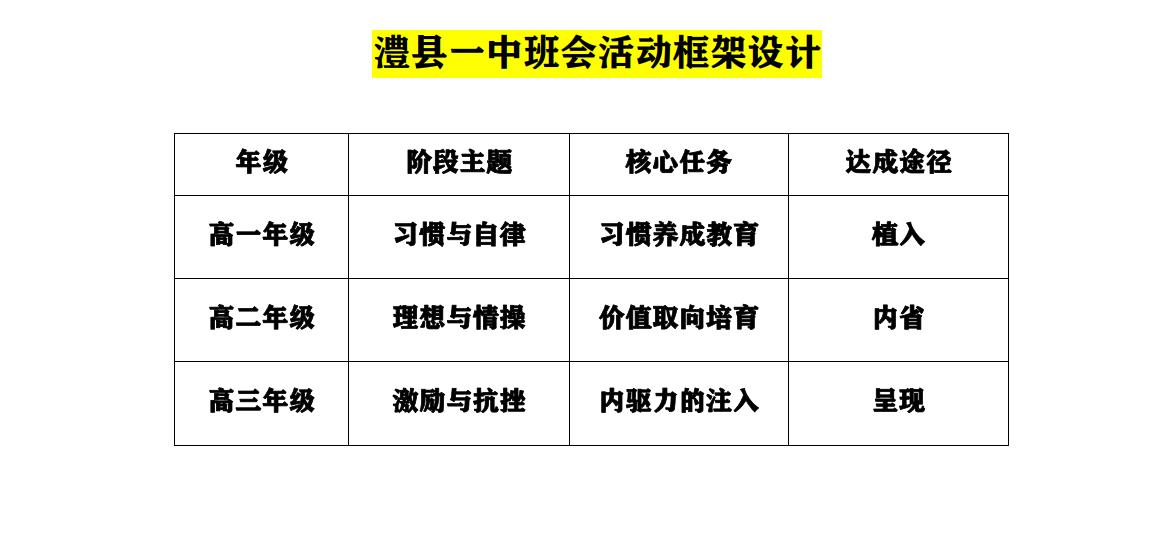 澧县一中班会活动框架设计
年级 阶段主题 核心任务 达成途径
高一年级 习惯与自律 习惯养成教育 植入
高二年级 理想与情操 价值取向培育 内省
高三年级 激励与抗挫 内驱力的注入 呈现